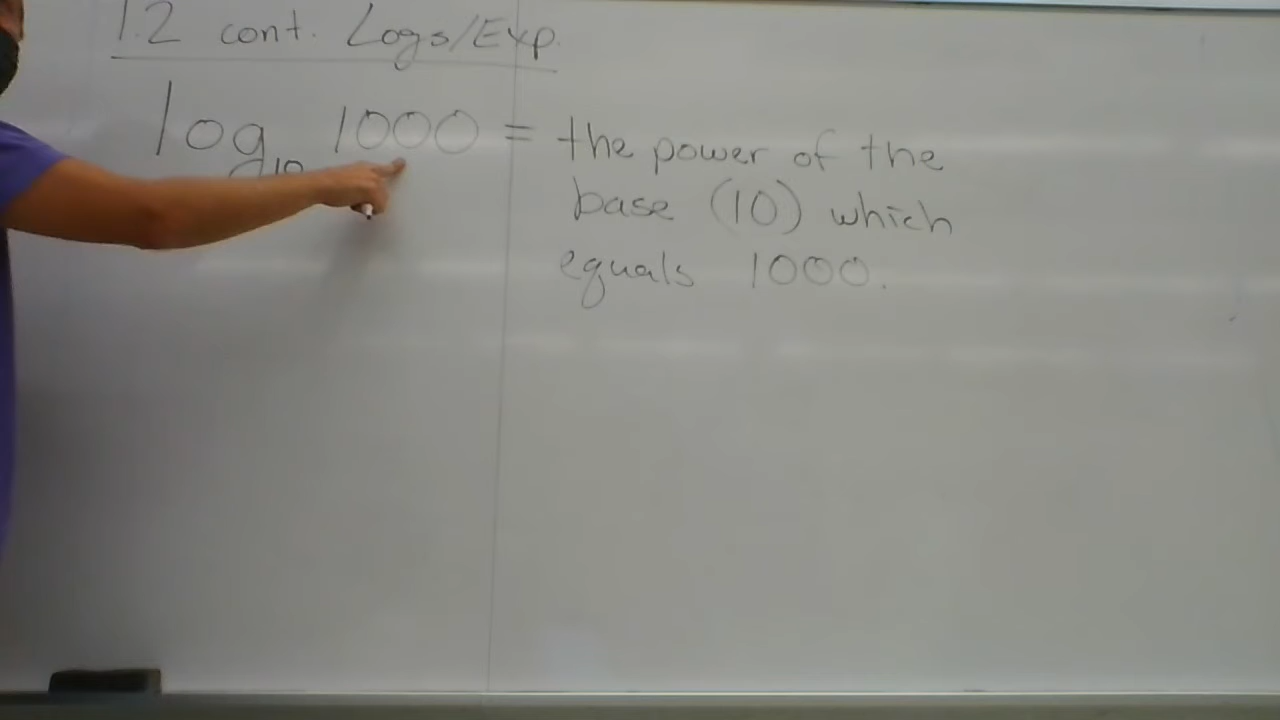 1.2 cont. Logs/Exp.
log₁₀ 1000 = the power of the
base (10) which
equals 1000.